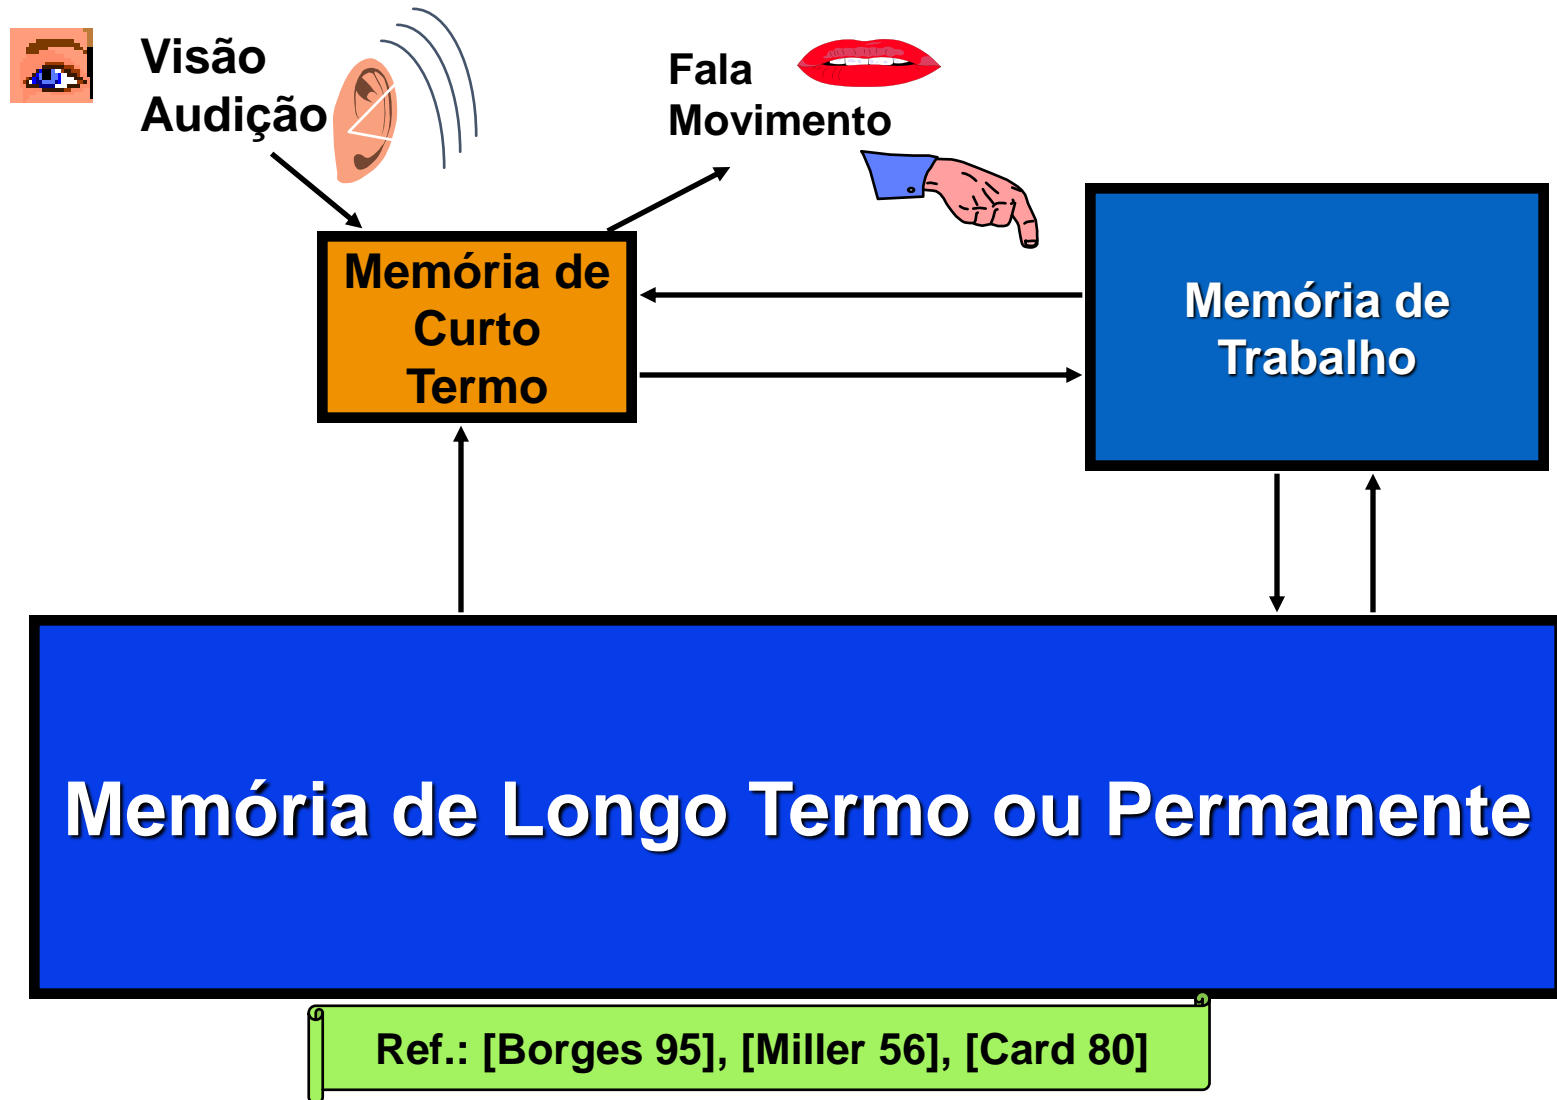 Visão
Audição
Fala
Movimento
Memória de
Curto
Termo
Memória de
Trabalho
Memória de Longo Termo ou Permanente
Ref.: [Borges 95], [Miller 56], [Card 80]